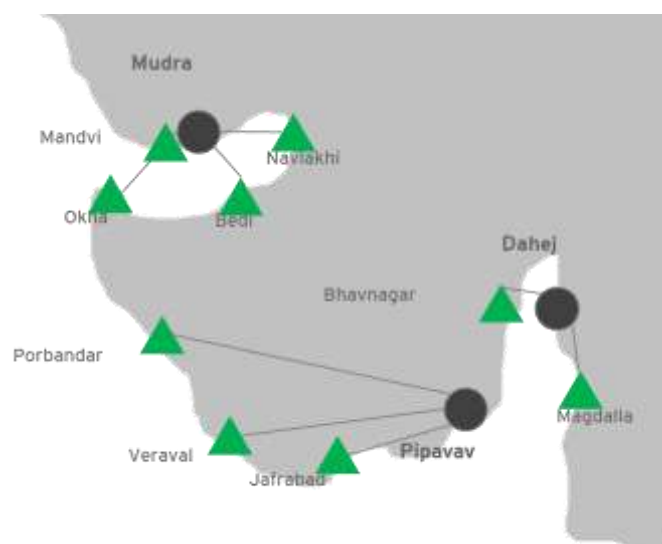 Mudra
Mandvi
Navlakhi
Okha
Bedi
Dahej
Bhavnagar
Porbandar
Magdalla
Veraval
Pipavav
Jafrabad